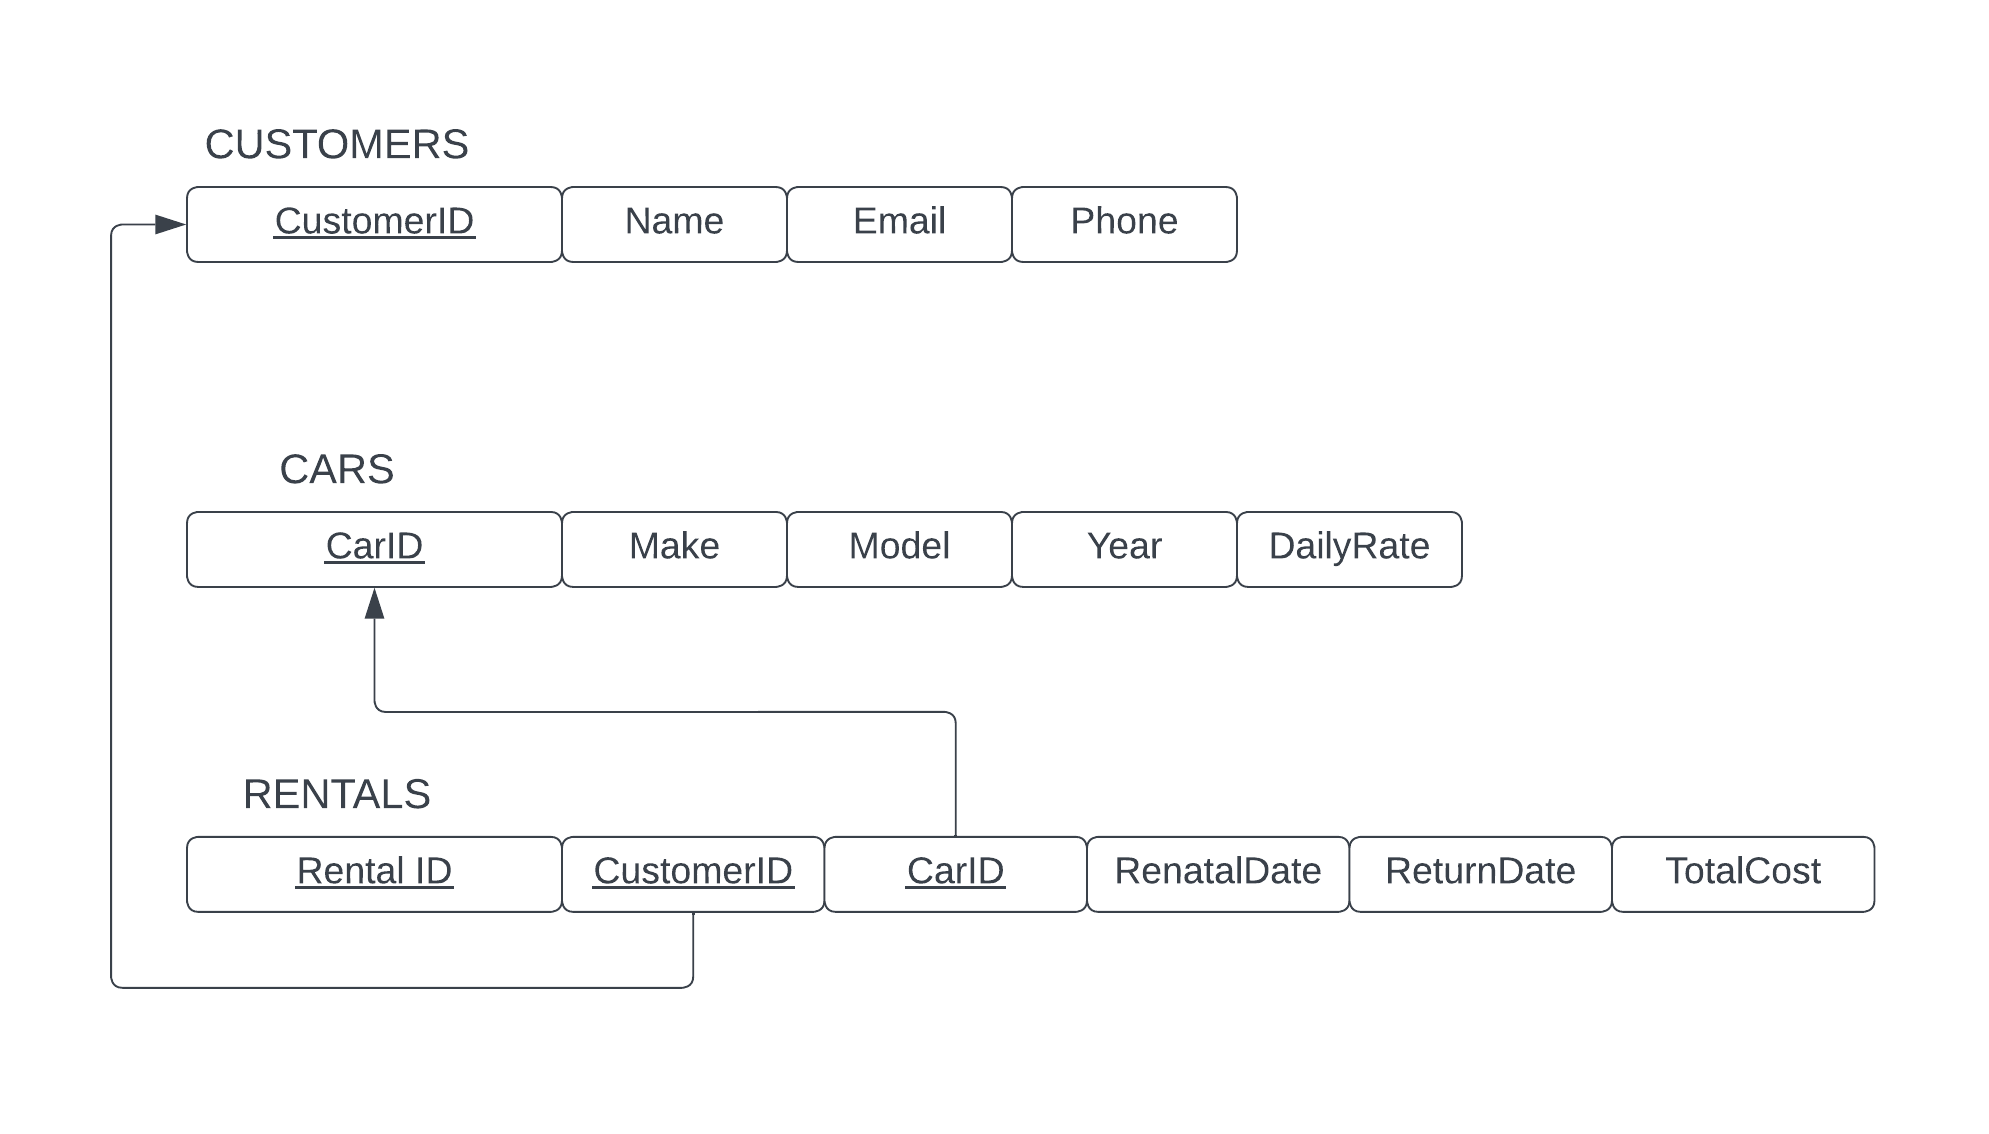 CUSTOMERS
CustomerID Name Email Phone
CARS
CarID Make Model Year DailyRate
RENTALS
Rental ID CustomerID CarID RenatalDate ReturnDate TotalCost